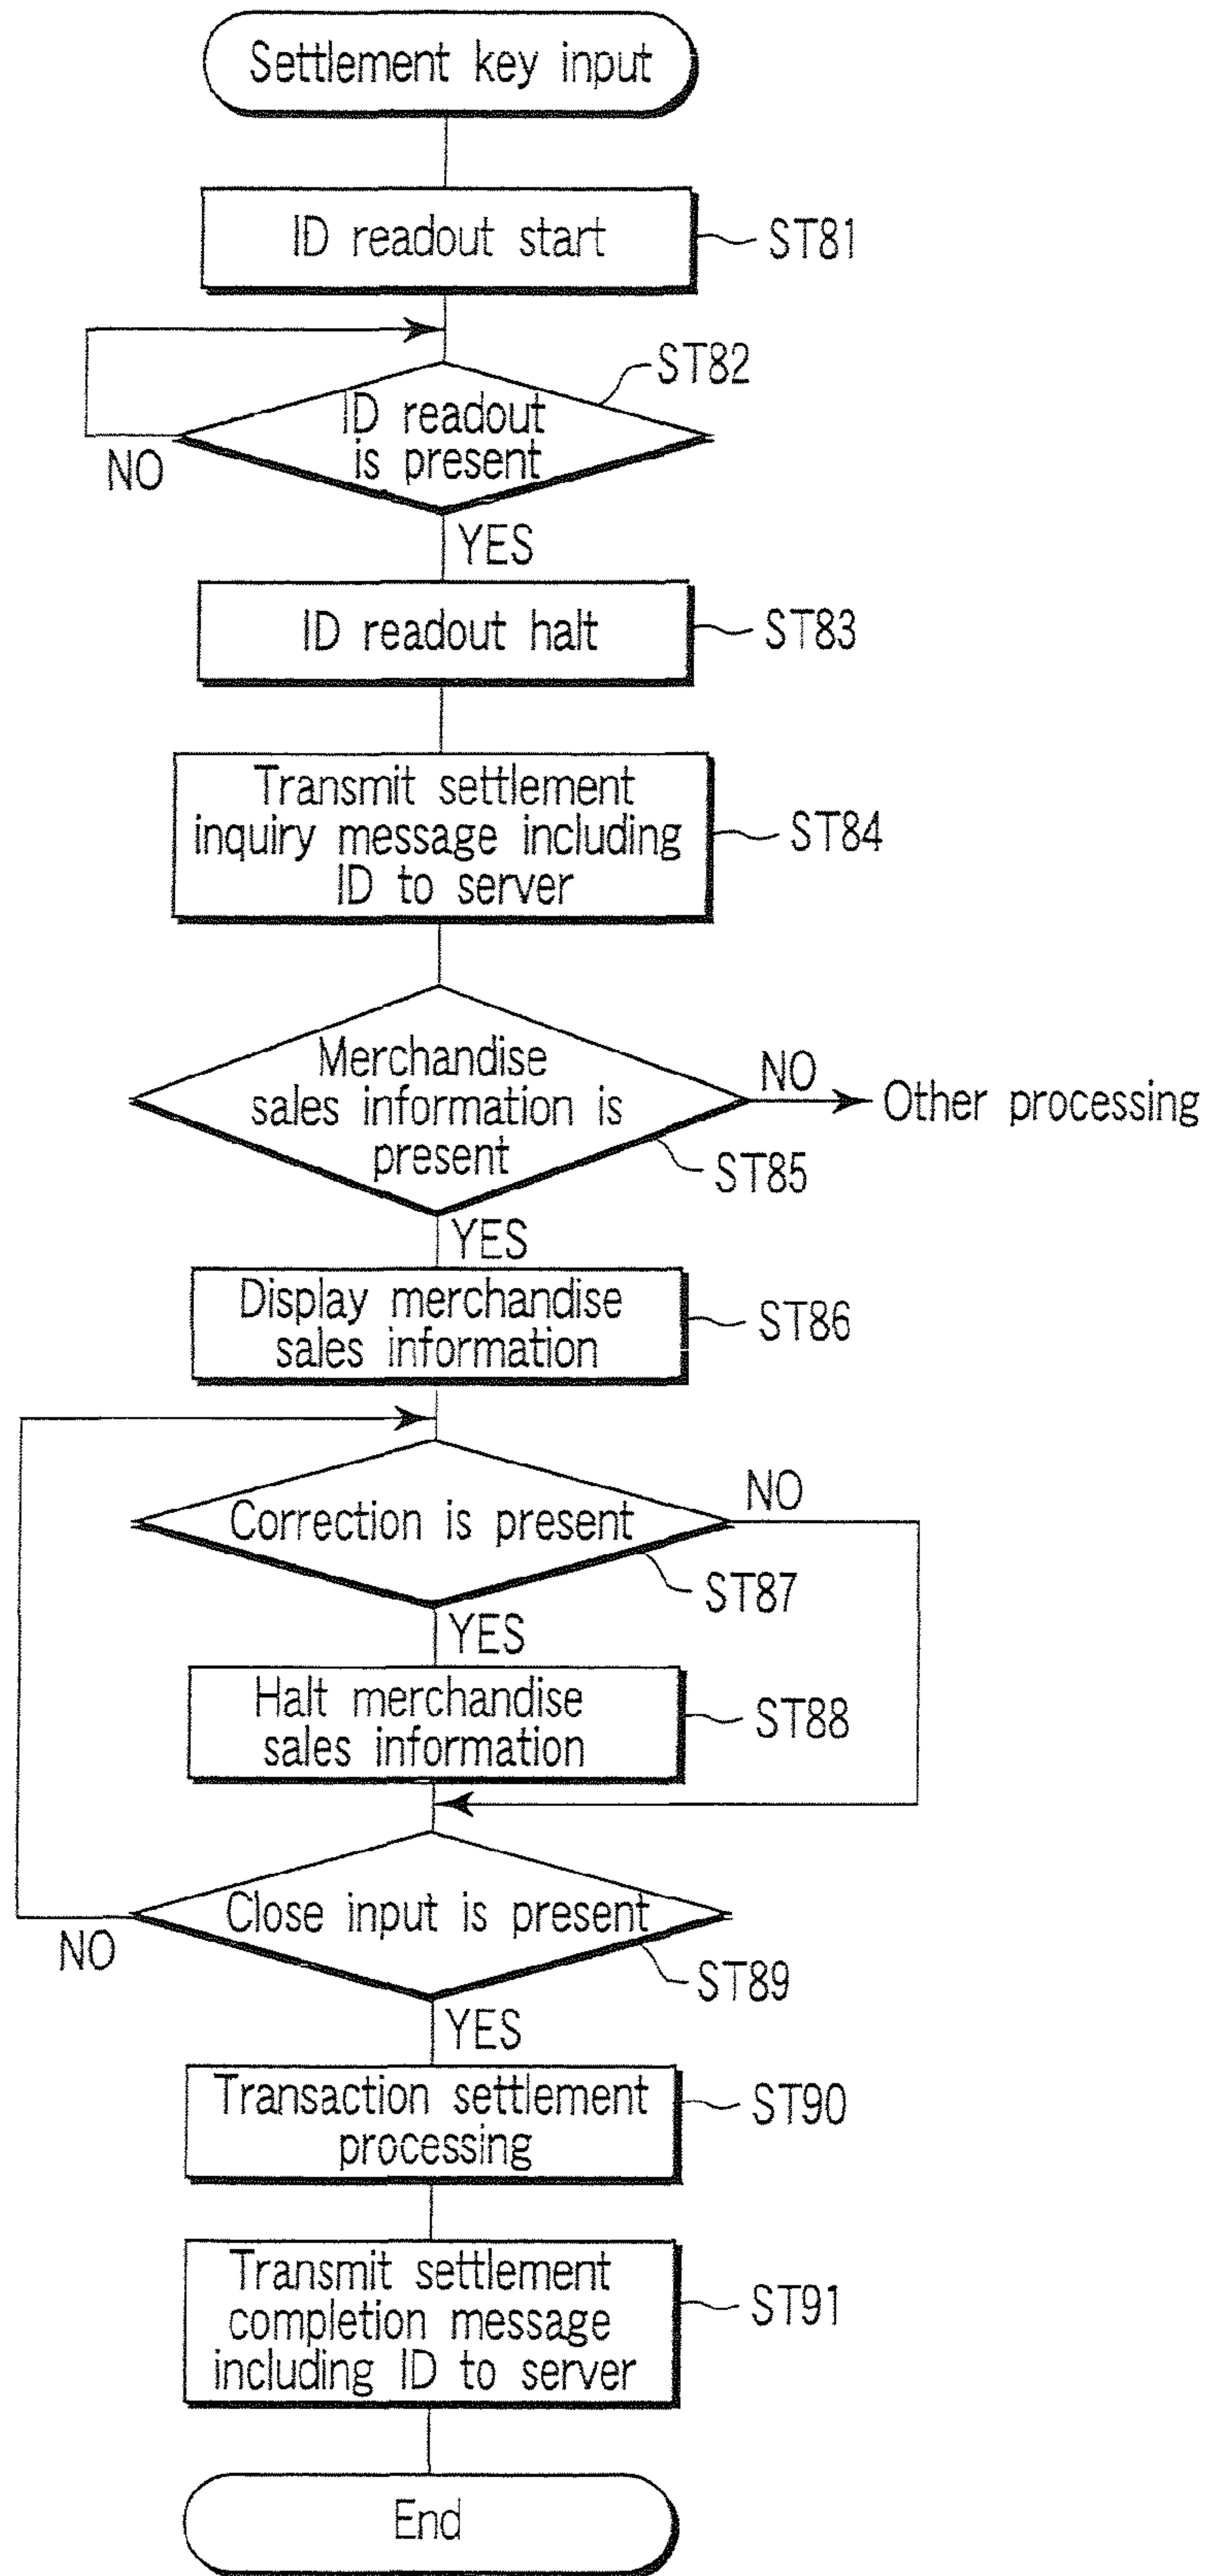 Settlement key input
ID readout start
ST81
ST82
ID readout
is present
NO
YES
ID readout halt
ST83
Transmit settlement
inquiry message including
ID to server
ST84
Merchandise
sales information is
present
NO
Other processing
ST85
YES
Display merchandise
sales information
ST86
Correction is present
NO
ST87
YES
Halt merchandise
sales information
ST88
Close input is present
NO
ST89
YES
Transaction settlement
processing
ST90
Transmit settlement
completion message
including ID to server
ST91
End